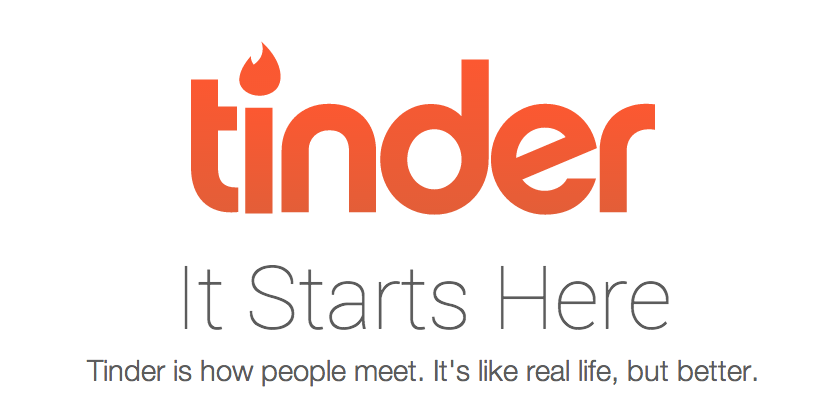 tinder
It Starts Here
Tinder is how people meet. It's like real life, but better.